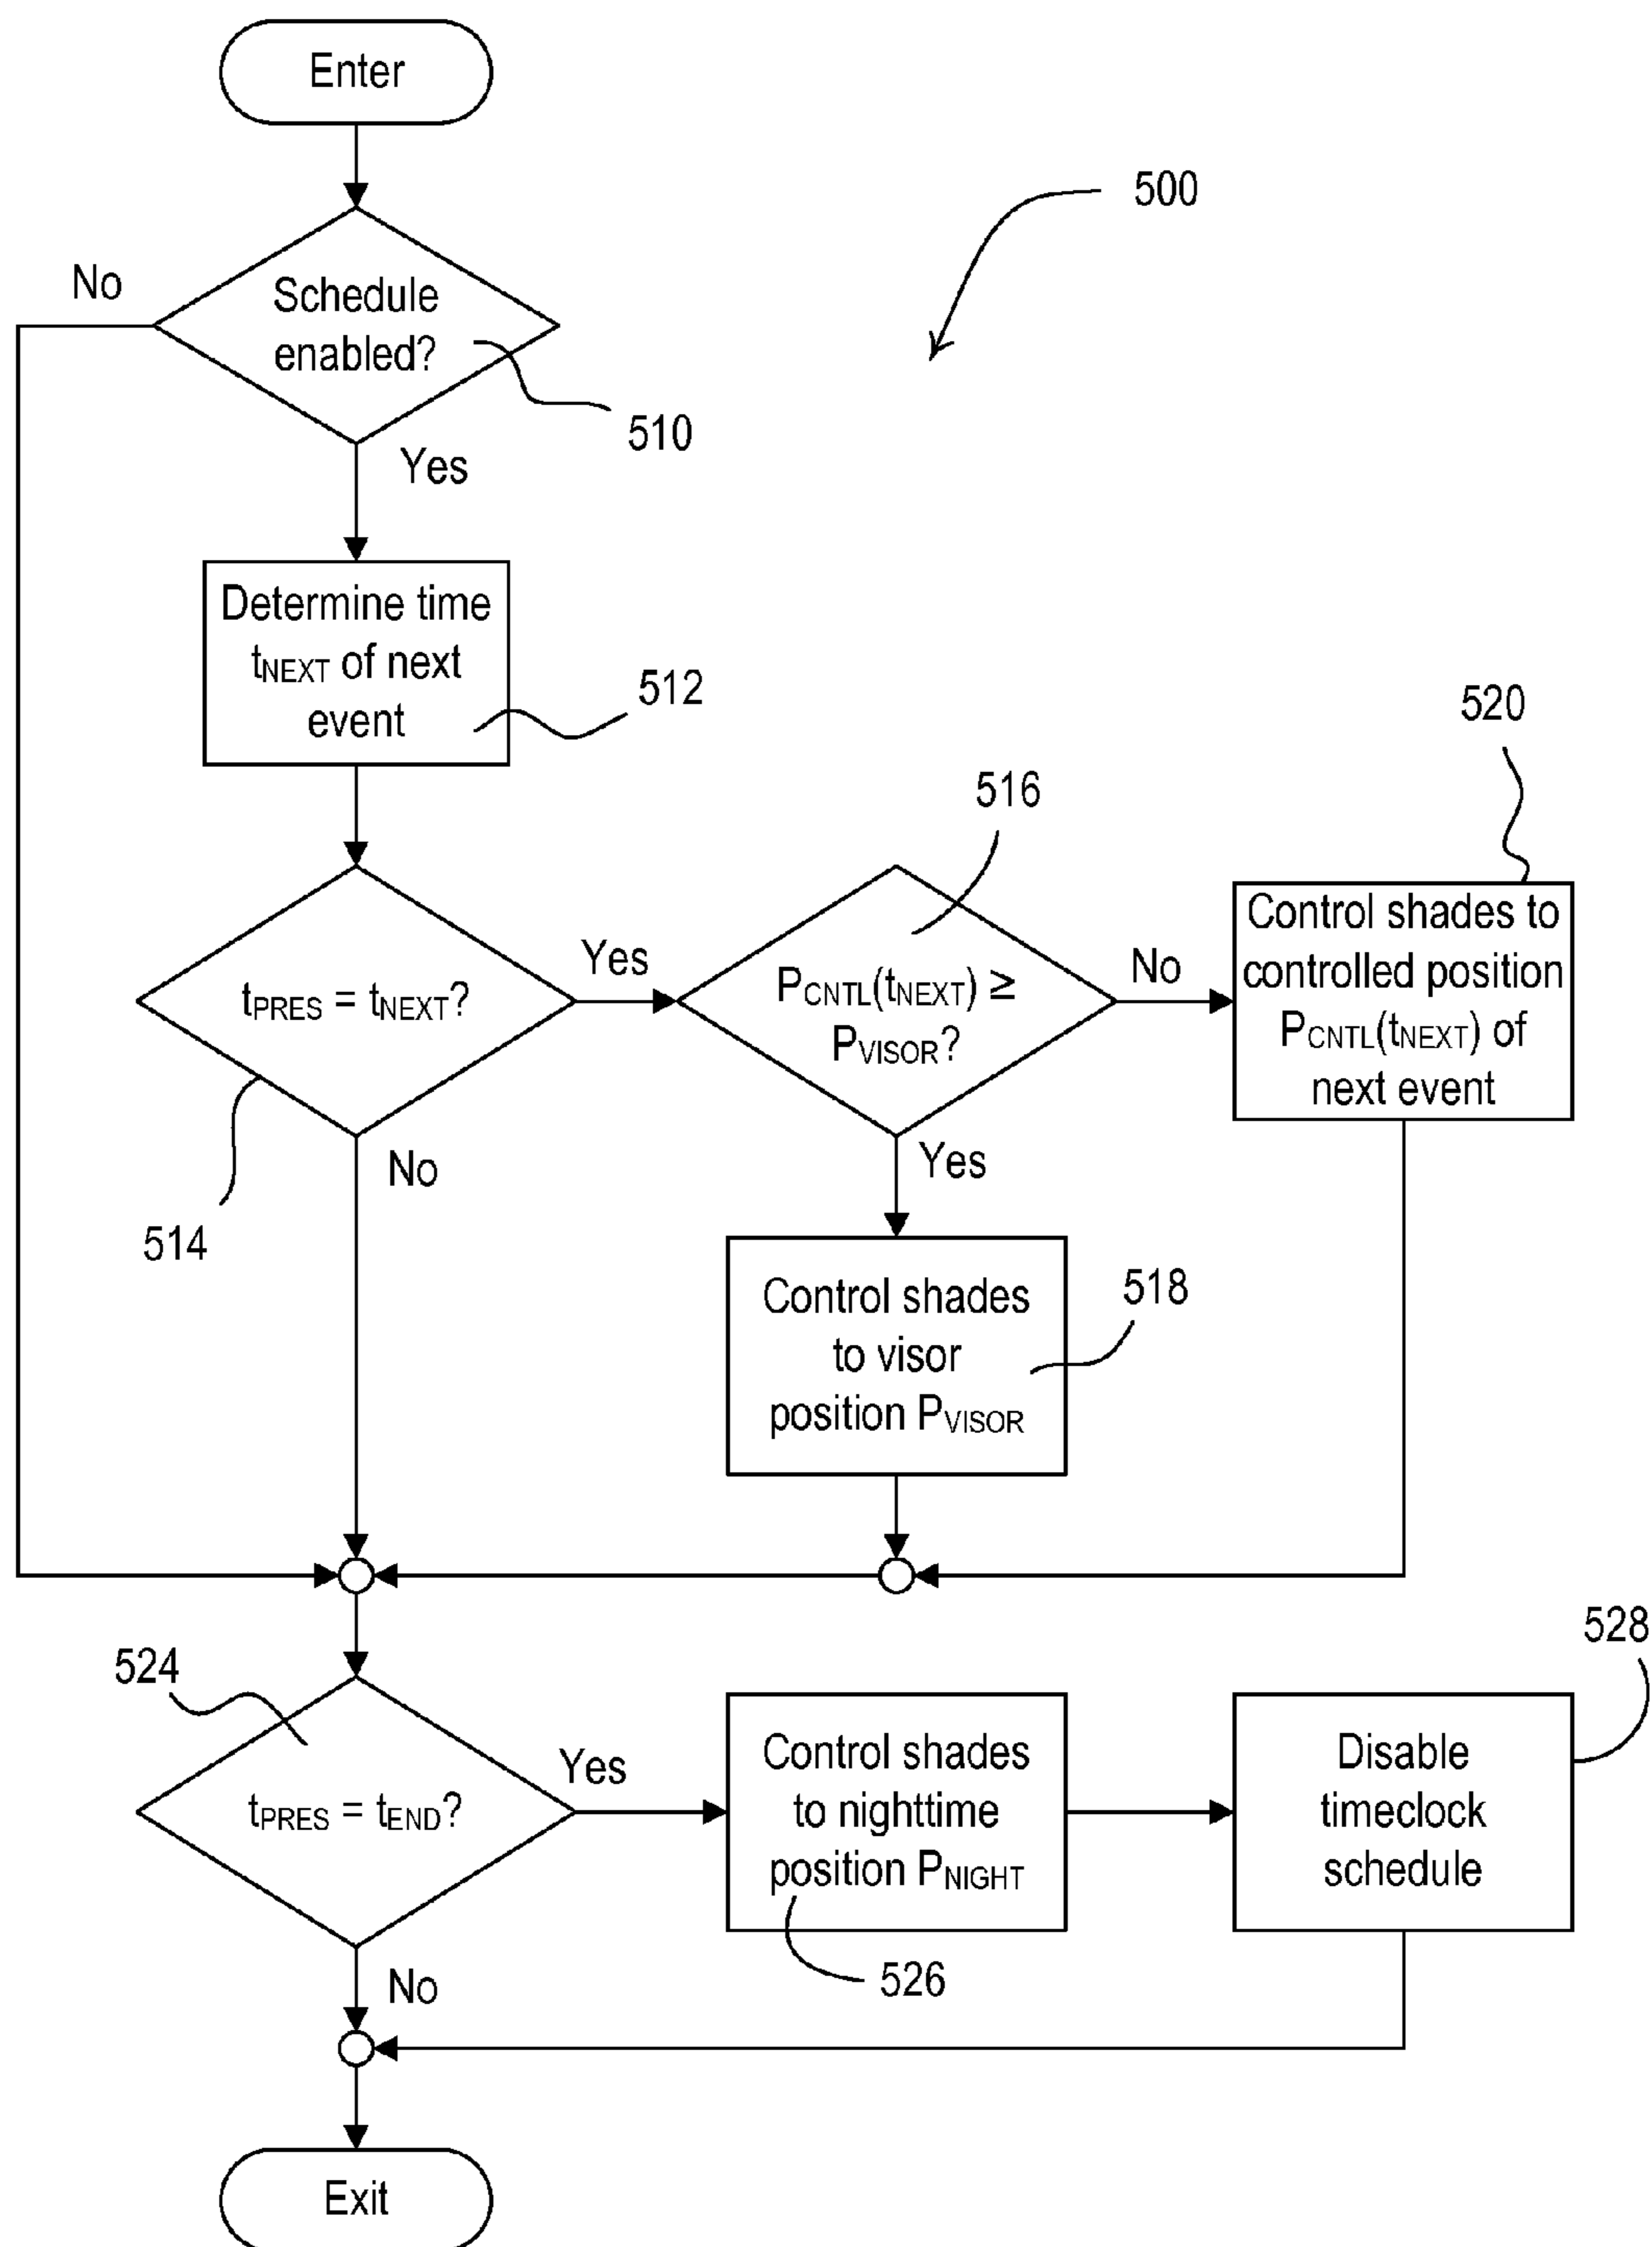 Enter
500
No
Schedule
enabled?
510
Yes
Determine time
tNEXT of next
event
512
520
516
Control shades to
controlled position
PCNTL(tNEXT) of
next event
tPRES = tNEXT?
Yes
PCNTL(tNEXT) ≥
PVISOR?
No
514
No
Yes
Control shades
to visor
position PVISOR
518
528
524
tPRES = tEND?
Yes
Control shades
to nighttime
position PNIGHT
Disable
timeclock
schedule
526
No
Exit